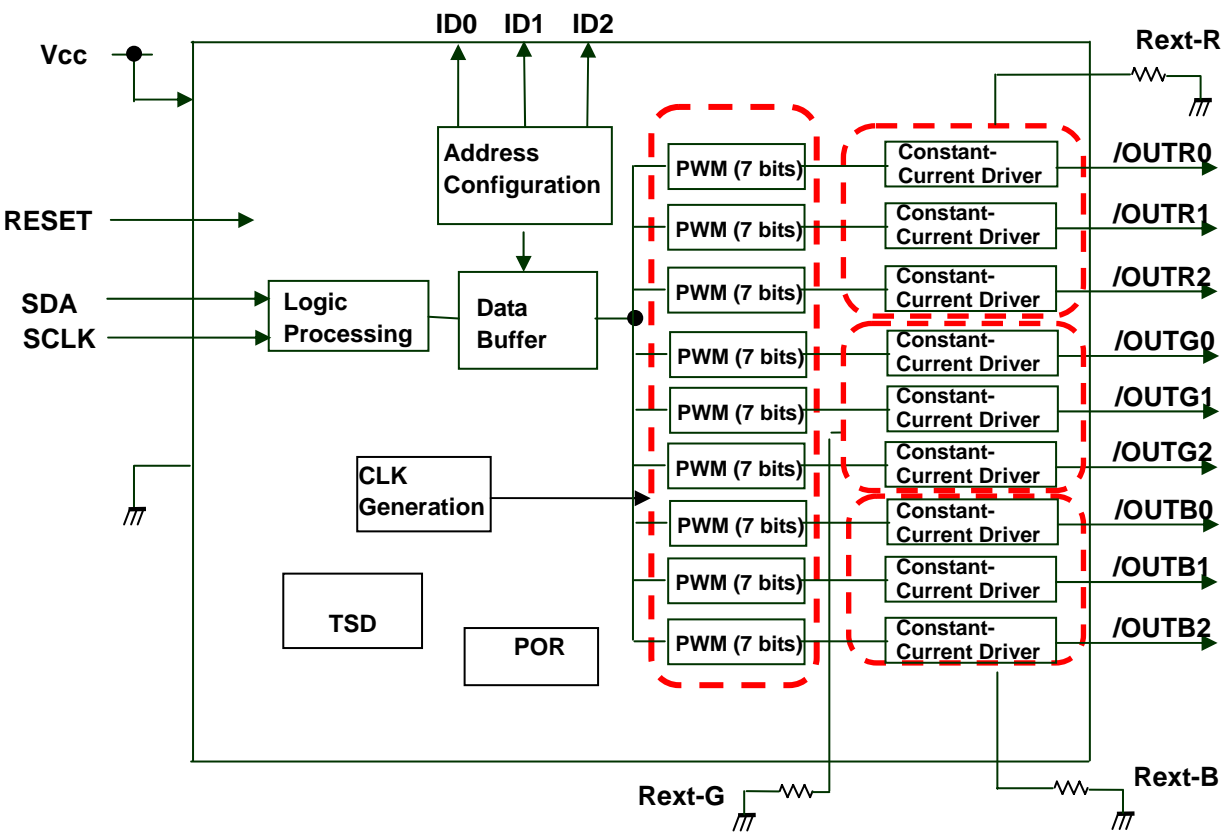 ID0 ID1 ID2
Vcc
Rext-R
Address
Configuration
PWM (7 bits)
Constant-
Current Driver
/OUTR0
RESET
PWM (7 bits)
Constant-
Current Driver
/OUTR1
SDA
SCLK
Logic
Processing
Data
Buffer
PWM (7 bits)
Constant-
Current Driver
/OUTR2
PWM (7 bits)
Constant-
Current Driver
/OUTG0
PWM (7 bits)
Constant-
Current Driver
/OUTG1
CLK
Generation
PWM (7 bits)
Constant-
Current Driver
/OUTG2
PWM (7 bits)
Constant-
Current Driver
/OUTB0
PWM (7 bits)
Constant-
Current Driver
/OUTB1
TSD
POR
PWM (7 bits)
Constant-
Current Driver
/OUTB2
Rext-G
Rext-B